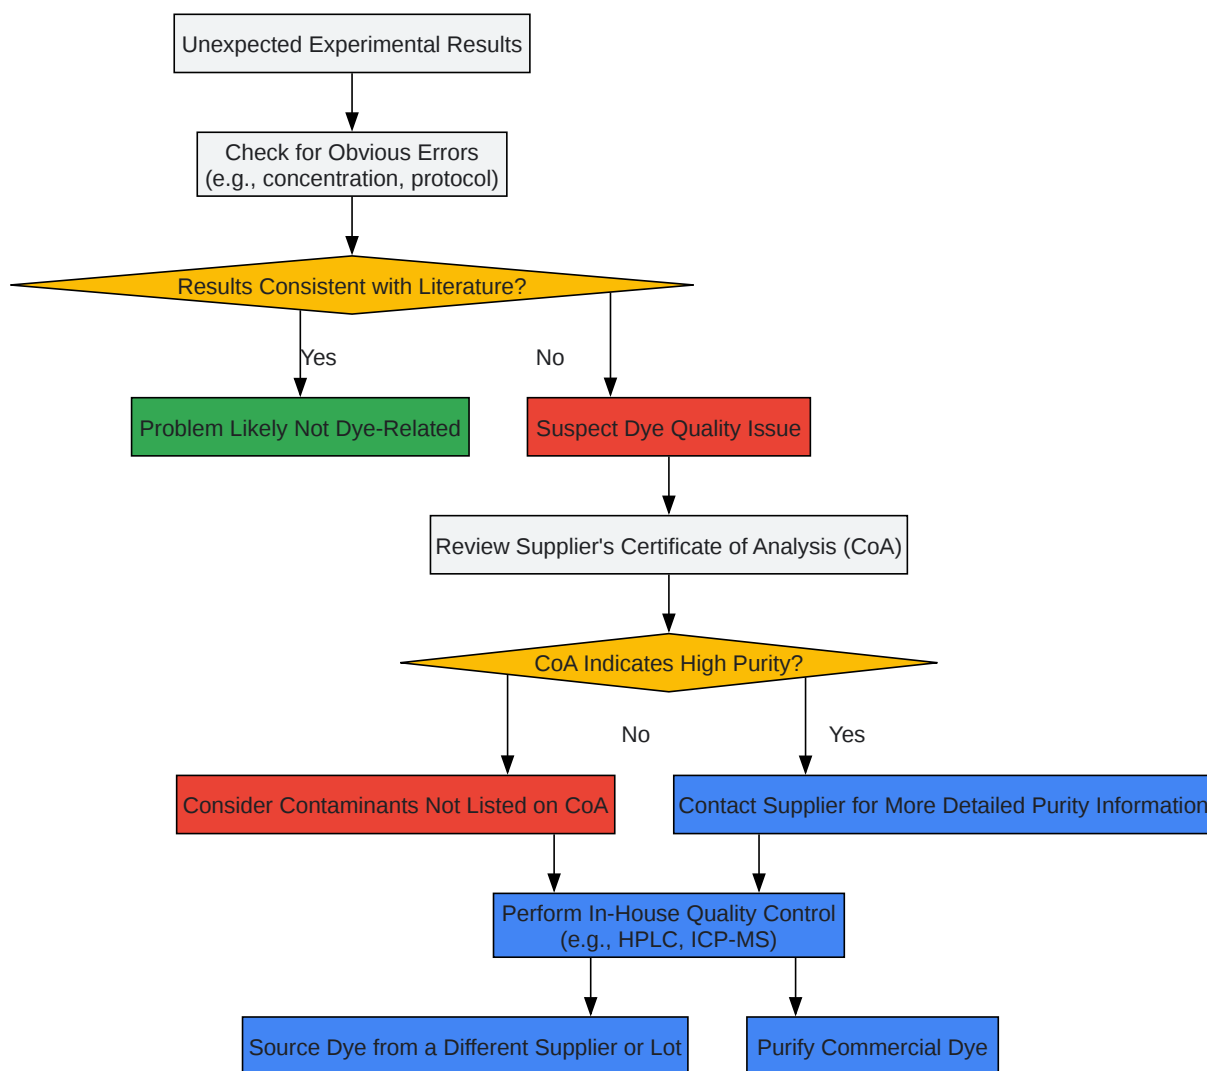 Unexpected Experimental Results
Check for Obvious Errors
(e.g., concentration, protocol)
Results Consistent with Literature?
Yes
No
Problem Likely Not Dye-Related
Suspect Dye Quality Issue
Review Supplier's Certificate of Analysis (CoA)
CoA Indicates High Purity?
No
Yes
Consider Contaminants Not Listed on CoA
Contact Supplier for More Detailed Purity Information
Perform In-House Quality Control
(e.g., HPLC, ICP-MS)
Source Dye from a Different Supplier or Lot
Purify Commercial Dye